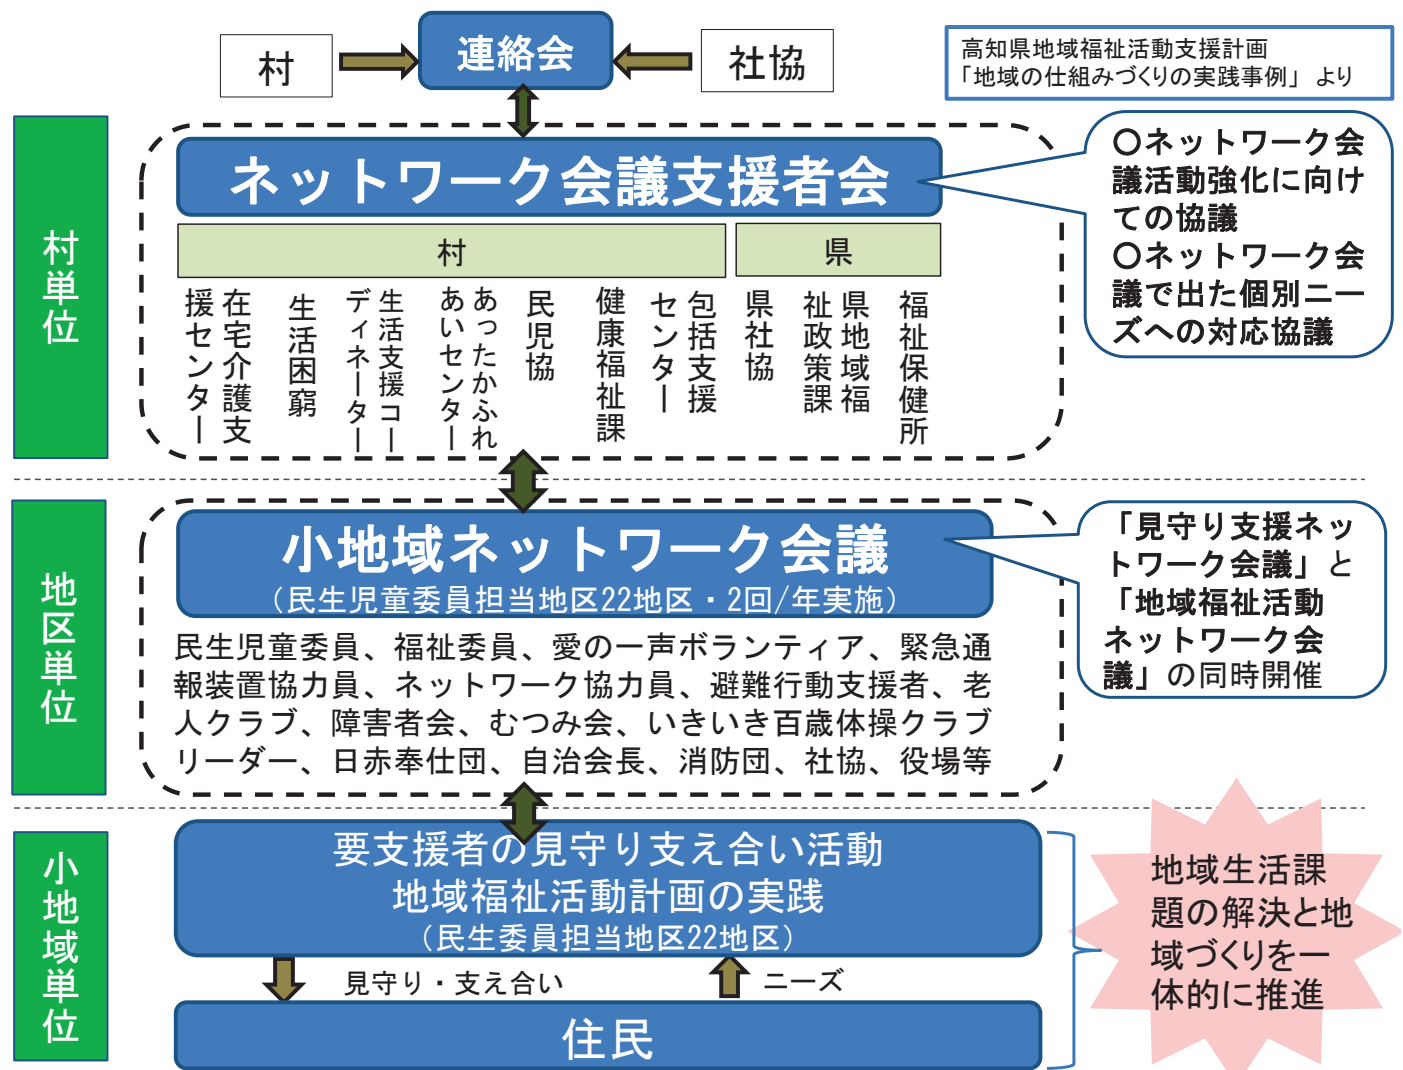 村
連絡会
社協
高知県地域福祉活動支援計画
「地域の仕組みづくりの実践事例」 より
村単位
ネットワーク会議支援者会
村
県
在宅介護支
援センター
生活困窮
生活支援コー
ディネーター
あったかふれ
あいセンター
民児協
健康福祉課
包括支援
センター
県社協
県地域福
祉政策課
福祉保健所
〇ネットワーク会
議活動強化に向け
ての協議
〇ネットワーク会
議で出た個別ニー
ズへの対応協議
地区単位
小地域ネットワーク会議
（民生児童委員担当地区22地区・2回/年実施）
民生児童委員、福祉委員、愛の一声ボランティア、緊急通
報装置協力員、ネットワーク協力員、避難行動支援者、老
人クラブ、障害者会、むつみ会、いきいき百歳体操クラブ
リーダー、日赤奉仕団、自治会長、消防団、社協、役場等
「見守り支援ネッ
トワーク会議」と
「地域福祉活動
ネットワーク会
議」の同時開催
小地域単位
要支援者の見守り支え合い活動
地域福祉活動計画の実践
（民生委員担当地区22地区）
見守り・支え合い
ニーズ
住民
地域生活課
題の解決と地
域づくりを一
体的に推進